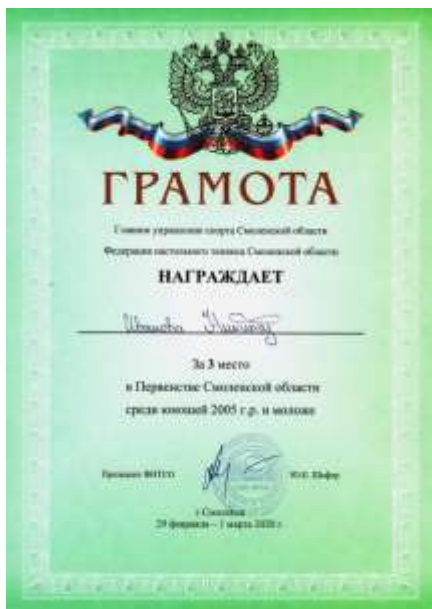 ГРАМОТА
Главное управление спорта Смоленской области
Федерация настольного тенниса Смоленской области
НАГРАЖДАЕТ
Иванова
За 3 место
в Первенстве Смоленской области
среди юношей 2005 г.р. и моложе
Президент
г.Смоленск
29 февраля – 1 марта 2020 г.